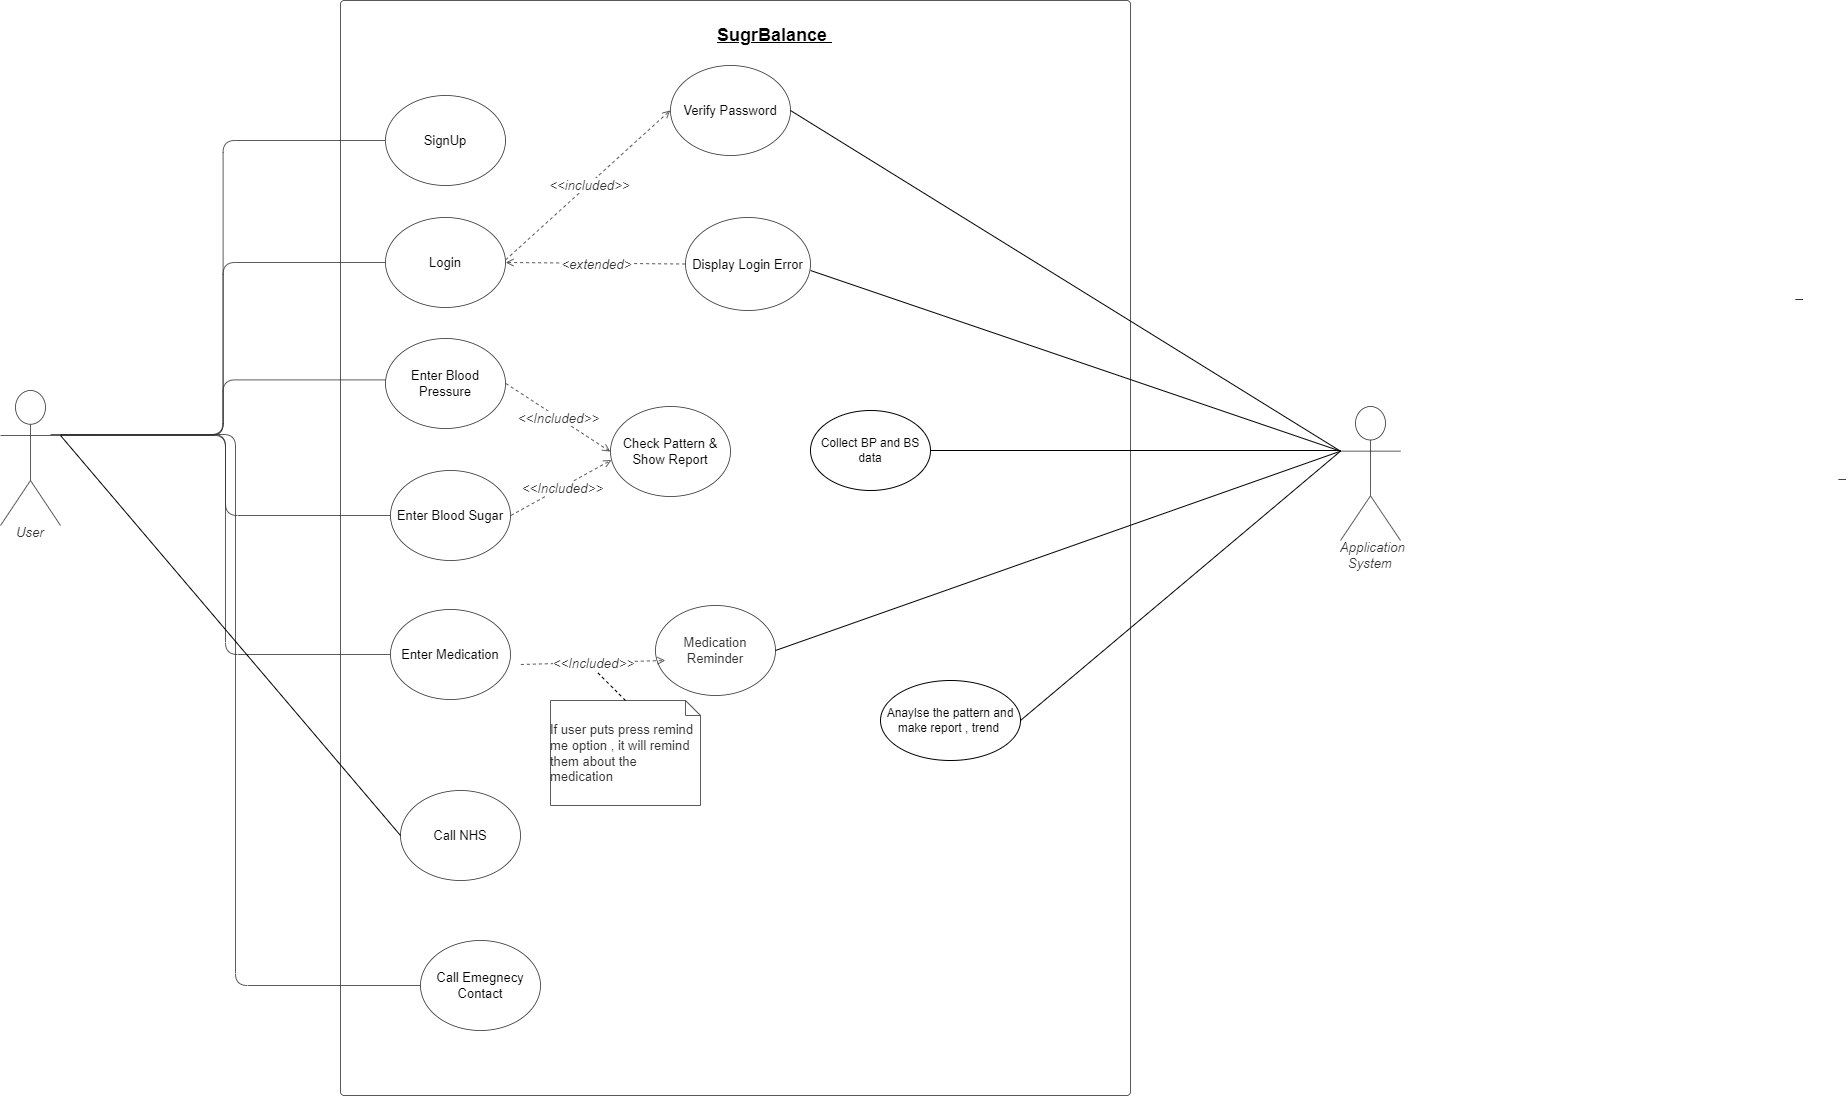 SugrBalance
Verify Password
SignUp
<<included>>
Login
<extended>
Display Login Error
Enter Blood
Pressure
<<Included>>
Check Pattern &
Show Report
Collect BP and BS
data
<<Included>>
Enter Blood Sugar
User
Application
System
Enter Medication
<<Included>>
Medication
Reminder
If user puts press remind
me option , it will remind
them about the
medication
Anaylse the pattern and
make report , trend
Call NHS
Call Emegnecy
Contact